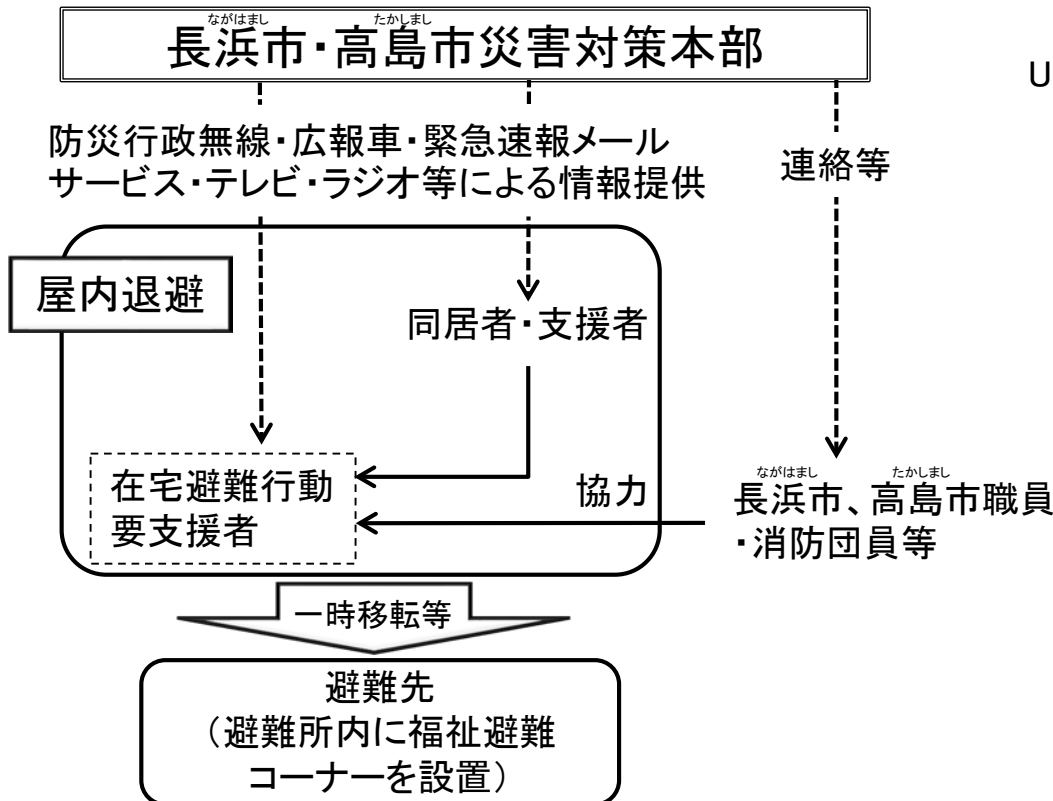 ながはまし たかしまし
長浜市・高島市災害対策本部
U
防災行政無線・広報車・緊急速報メール
サービス・テレビ・ラジオ等による情報提供
連絡等
屋内退避
同居者・支援者
在宅避難行動
要支援者
協力
ながはまし たかしまし
長浜市、高島市職員
・消防団員等
一時移転等
避難先
（避難所内に福祉避難
コーナーを設置）